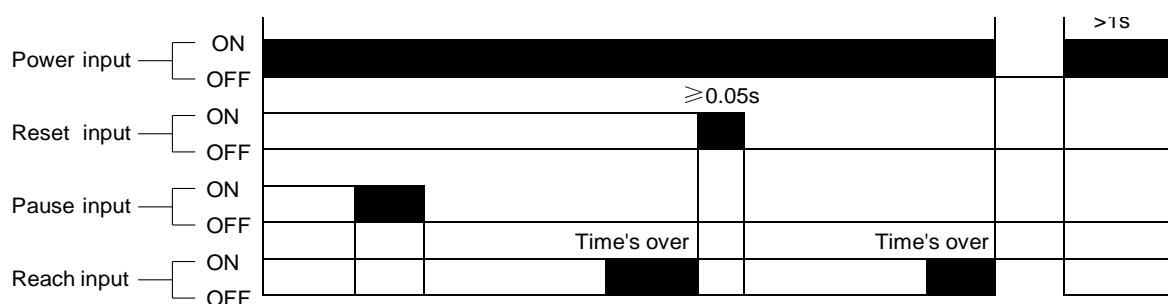 >1s
Power input
ON
OFF
≥0.05s
Reset input
ON
OFF
Pause input
ON
OFF
Time's over
Time's over
Reach input
ON
OFF